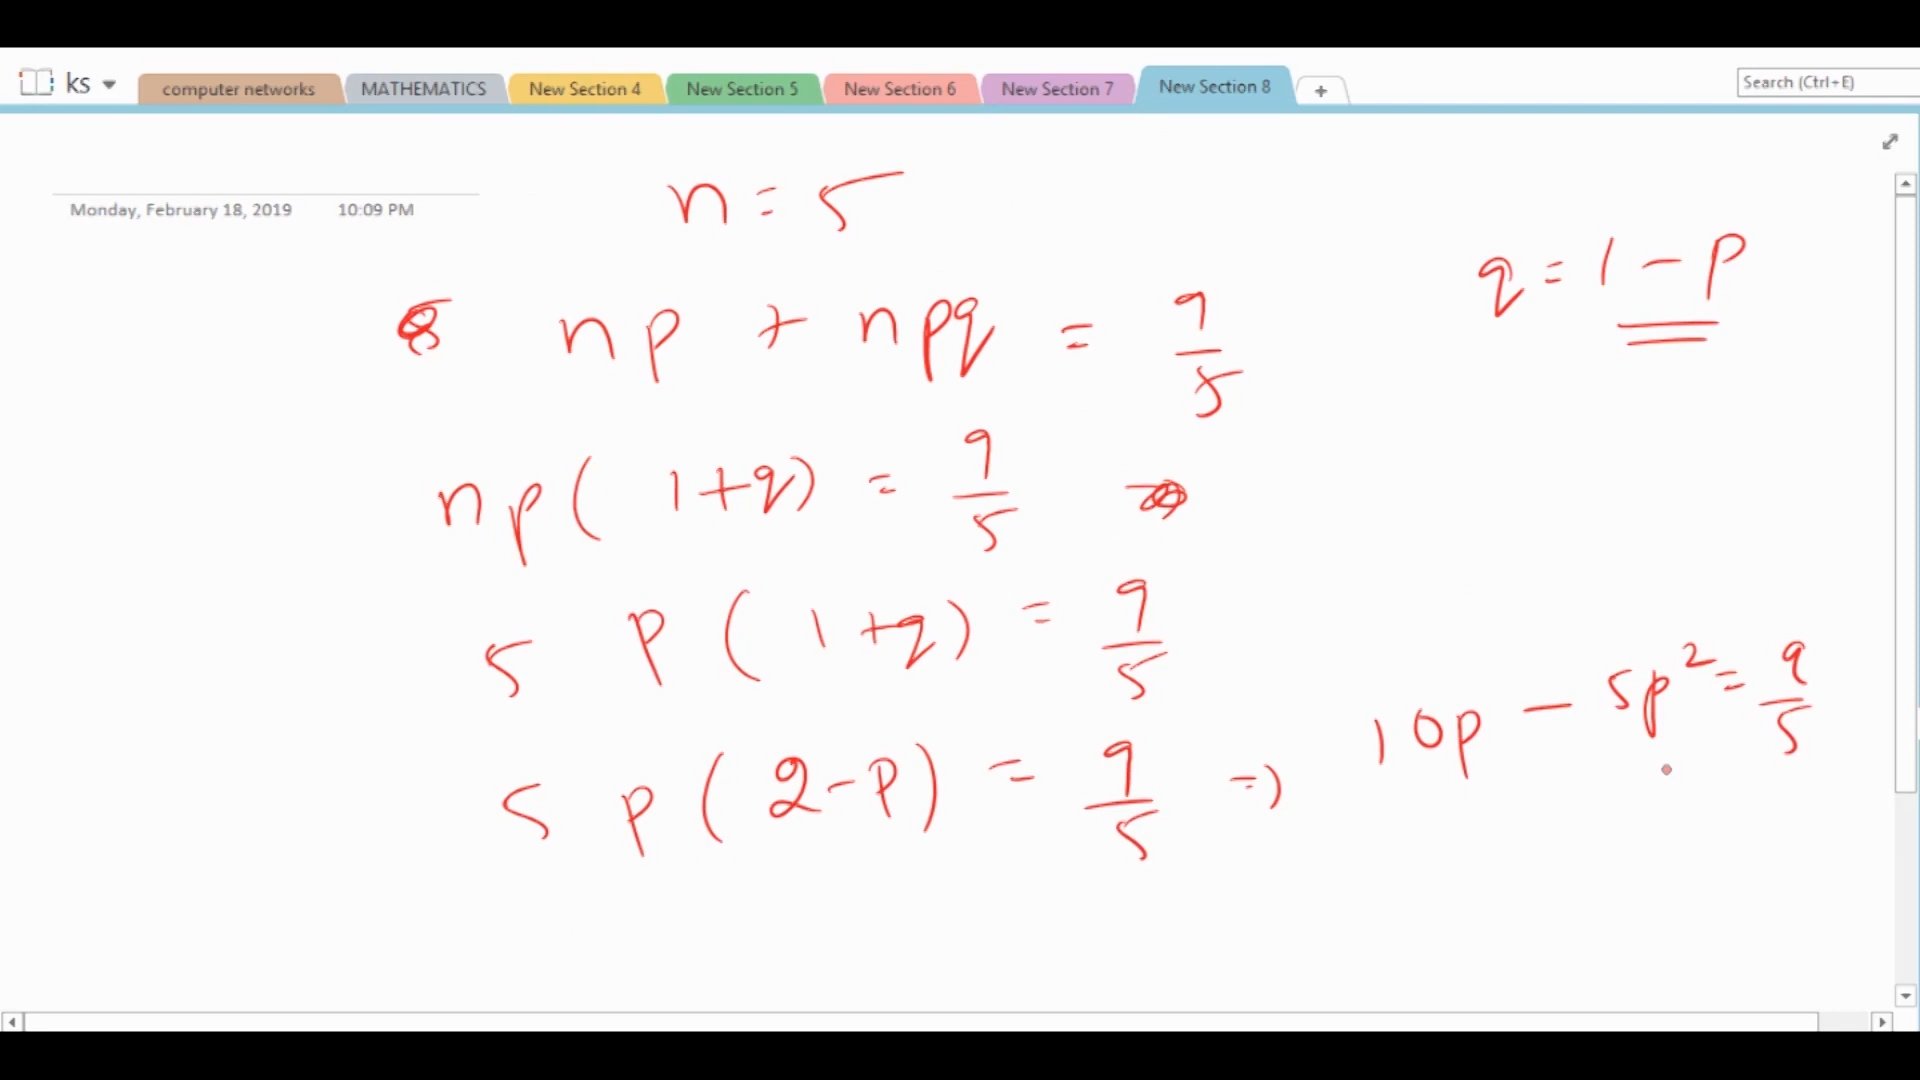 ks computer networks MATHEMATICS New Section 4 New Section 5 New Section 6 New Section 7 New Section 8 + Search (Ctrl+E)
Monday, February 18, 2019 10:09 PM
n = 5
q = 1 - p
np + npq = 9/5
np(1+q) = 9/5
5 p (1+q) = 9/5
5 p (2-p) = 9/5 => 10p - 5p² = 9/5